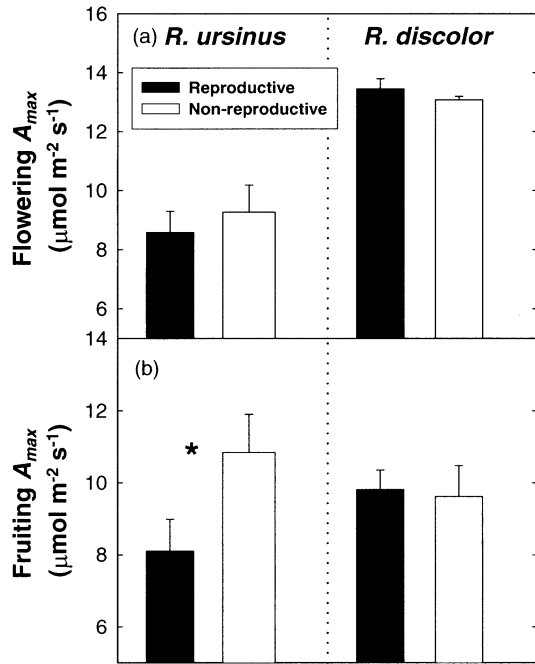 (a) R. ursinus R. discolor
Reproductive
Non-reproductive
Flowering Amax
(μmol m-2 s-1)
16
14
12
10
8
6
14
(b)
*
Fruiting Amax
(μmol m-2 s-1)
12
10
8
6